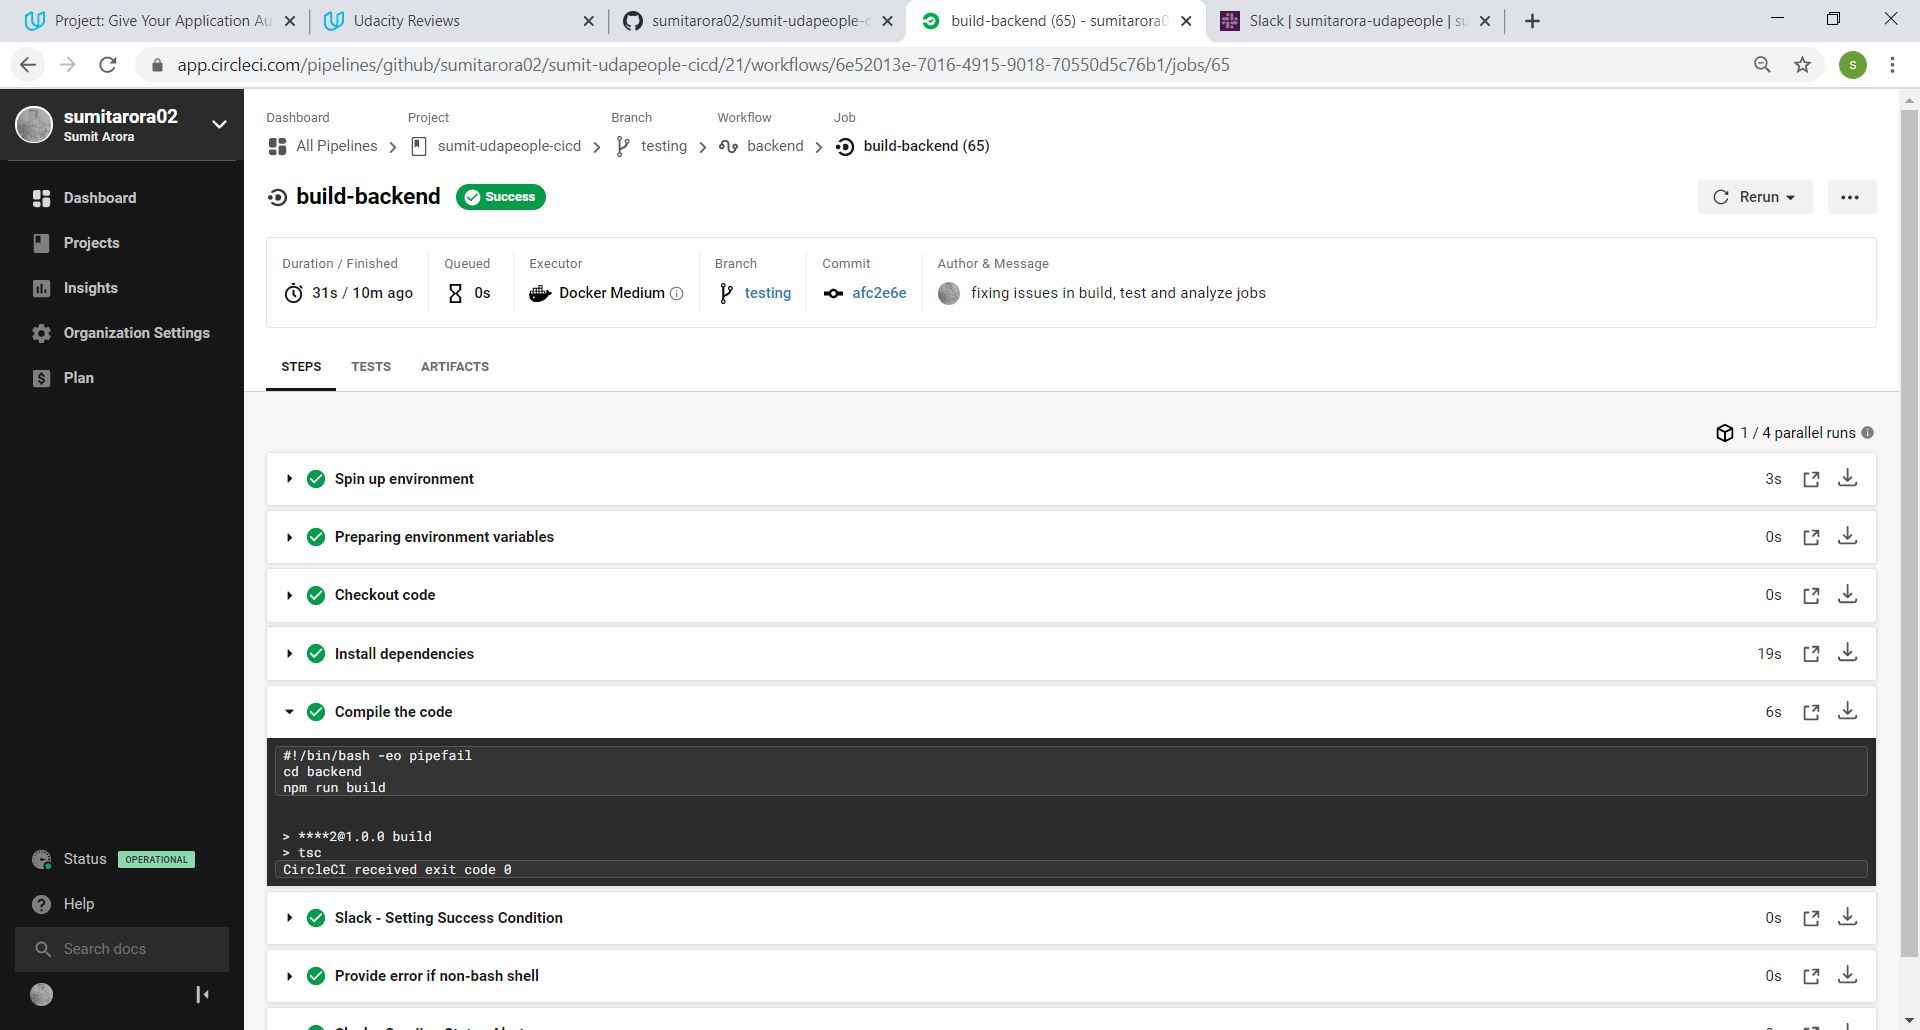 Project: Give Your Application Au
Udacity Reviews
sumitarora02/sumit-udapeople-c
build-backend (65) - sumitarora0
Slack | sumitarora-udapeople | su
app.circleci.com/pipelines/github/sumitarora02/sumit-udapeople-cicd/21/workflows/6e52013e-7016-4915-9018-70550d5c76b1/jobs/65
s
sumitarora02
Sumit Arora
Dashboard
Projects
Insights
Organization Settings
Plan
Status OPERATIONAL
Help
Search docs
Dashboard Project Branch Workflow Job
All Pipelines sumit-udapeople-cicd testing backend build-backend (65)
build-backend Success
Rerun
Duration / Finished Queued Executor Branch Commit Author & Message
31s / 10m ago 0s Docker Medium testing afc2e6e fixing issues in build, test and analyze jobs
STEPS TESTS ARTIFACTS
1 / 4 parallel runs
Spin up environment 3s
Preparing environment variables 0s
Checkout code 0s
Install dependencies 19s
Compile the code 6s
#!/bin/bash -eo pipefail
cd backend
npm run build
> ****2@1.0.0 build
> tsc
CircleCI received exit code 0
Slack - Setting Success Condition 0s
Provide error if non-bash shell 0s